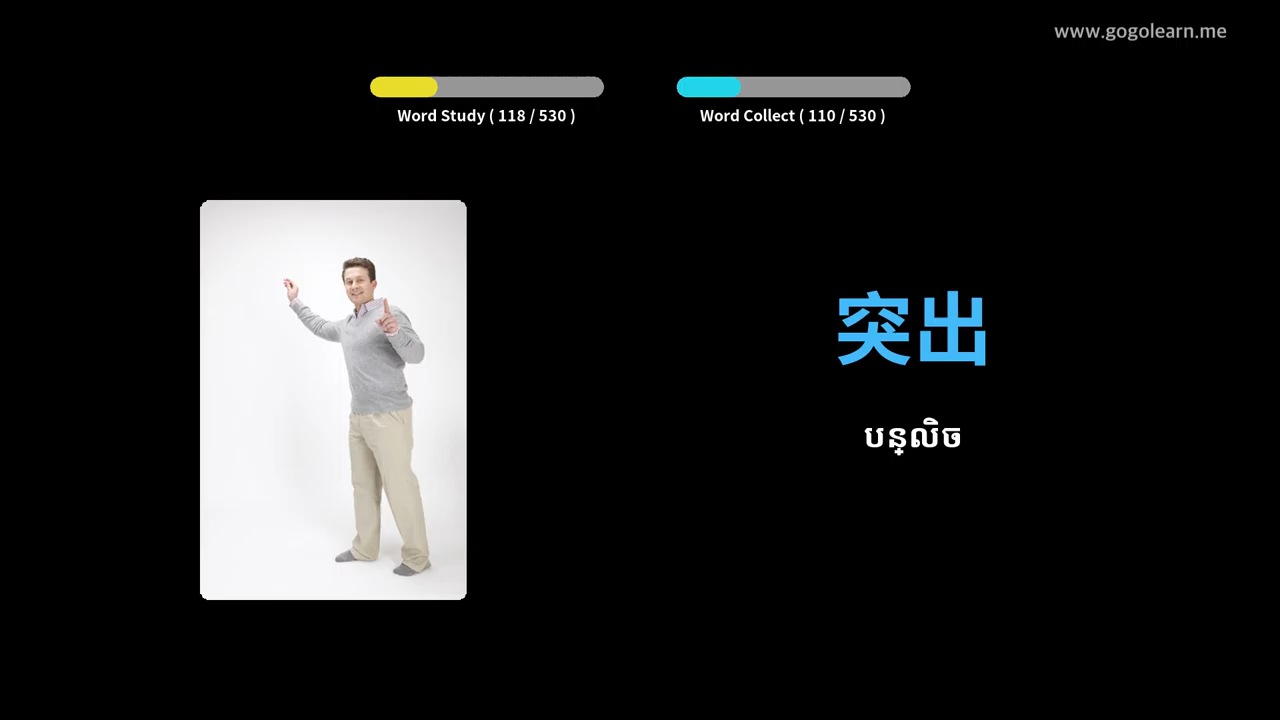 www.gogolearn.me
Word Study ( 118 / 530 )
Word Collect ( 110 / 530 )
突出
បន្លិច